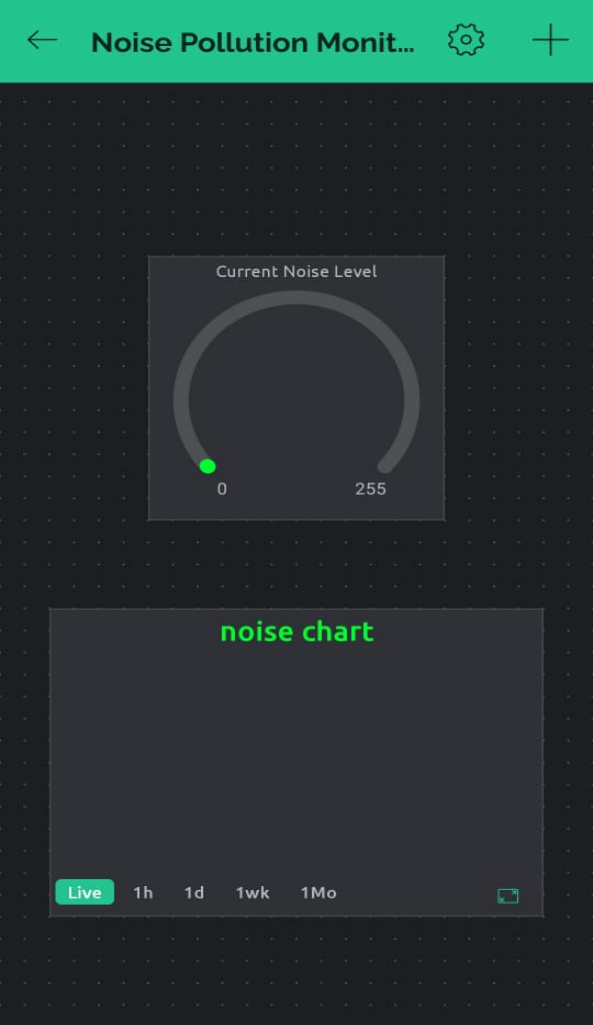 Noise Pollution Monit...
Current Noise Level
0 255
noise chart
Live 1h 1d 1wk 1Mo